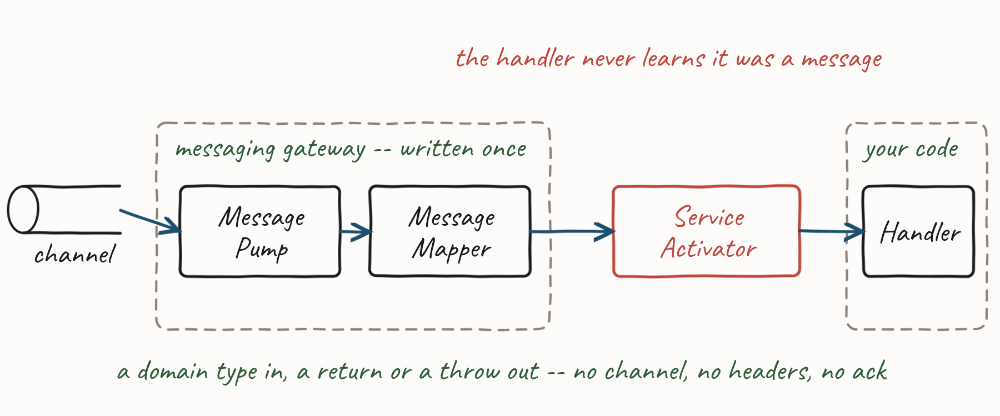 the handler never learns it was a message
messaging gateway -- written once
your code
Message
Pump
Message
Mapper
Service
Activator
Handler
channel
a domain type in, a return or a throw out -- no channel, no headers, no ack